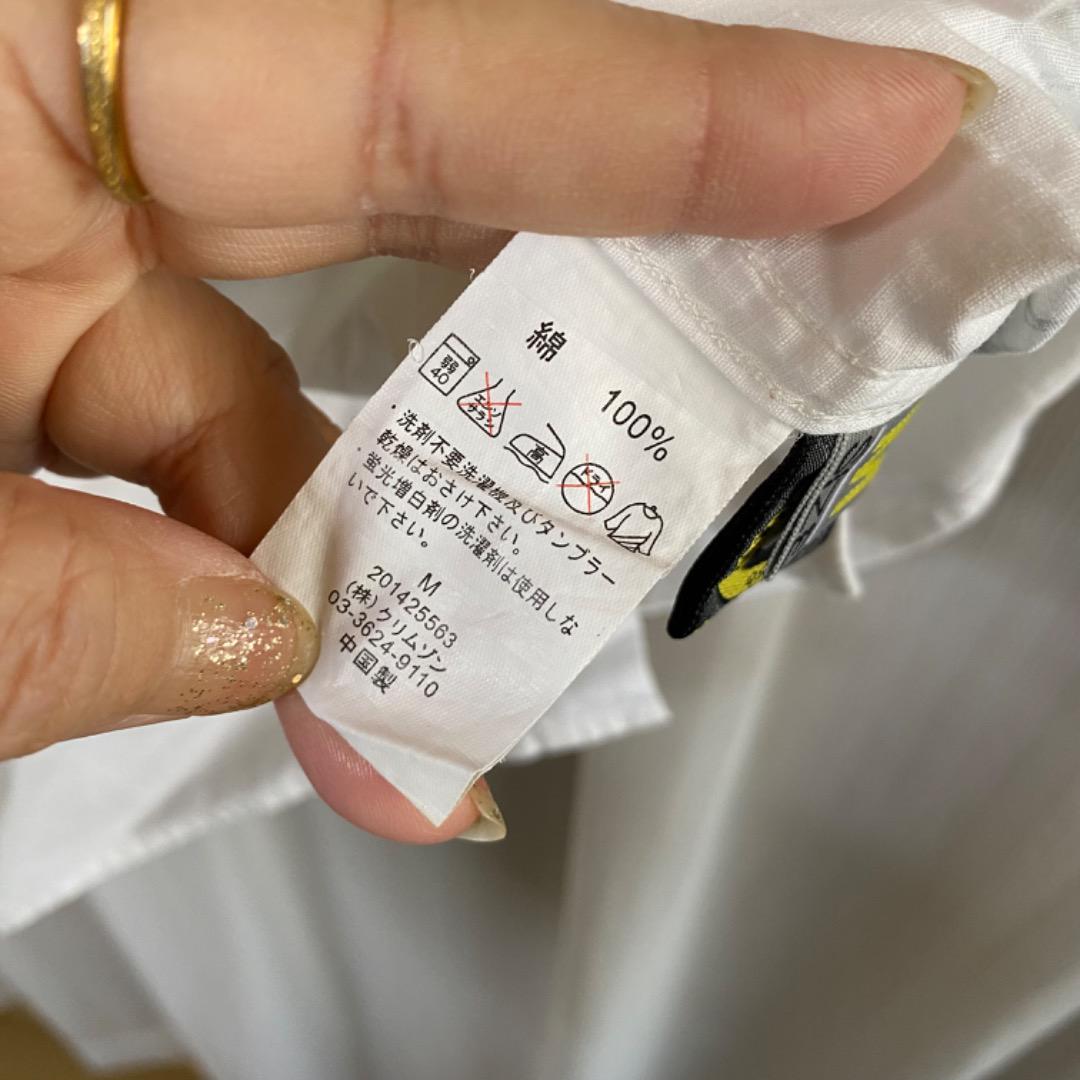 綿 100%
弱 40
エンソ サラシ
高
ドライ
・洗剤不要洗濯機及びタンブラー
乾燥はおさけ下さい。
・蛍光増白剤の洗濯剤は使用しな
いで下さい。
M
201425563
(株)クリムゾン
03-3624-9110
中国製